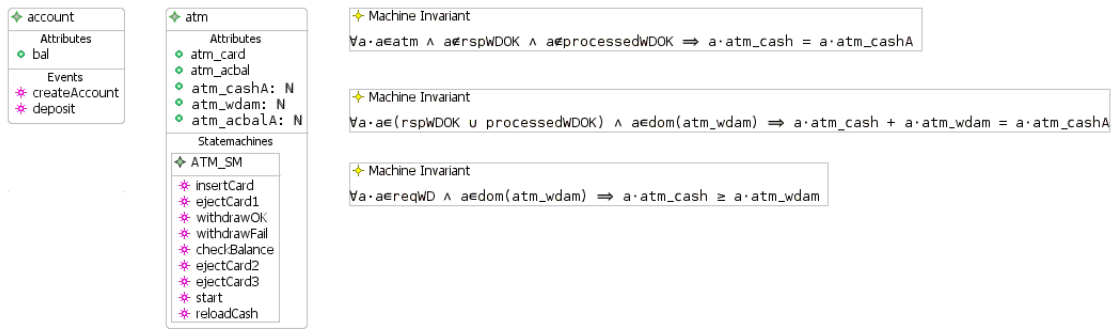 account
Attributes
bal
Events
createAccount
deposit
atm
Attributes
atm_card
atm_acbal
atm_cashA: ℕ
atm_wdam: ℕ
atm_acbalA: ℕ
Statemachines
ATM_SM
insertCard
ejectCard1
withdrawOK
withdrawFail
checkBalance
ejectCard2
ejectCard3
start
reloadCash
Machine Invariant
∀a·a∈atm ∧ a∉rspWDOK ∧ a∉processedWDOK ⇒ a·atm_cash = a·atm_cashA
Machine Invariant
∀a·a∈(rspWDOK ∪ processedWDOK) ∧ a∈dom(atm_wdam) ⇒ a·atm_cash + a·atm_wdam = a·atm_cashA
Machine Invariant
∀a·a∈reqWD ∧ a∈dom(atm_wdam) ⇒ a·atm_cash ≥ a·atm_wdam